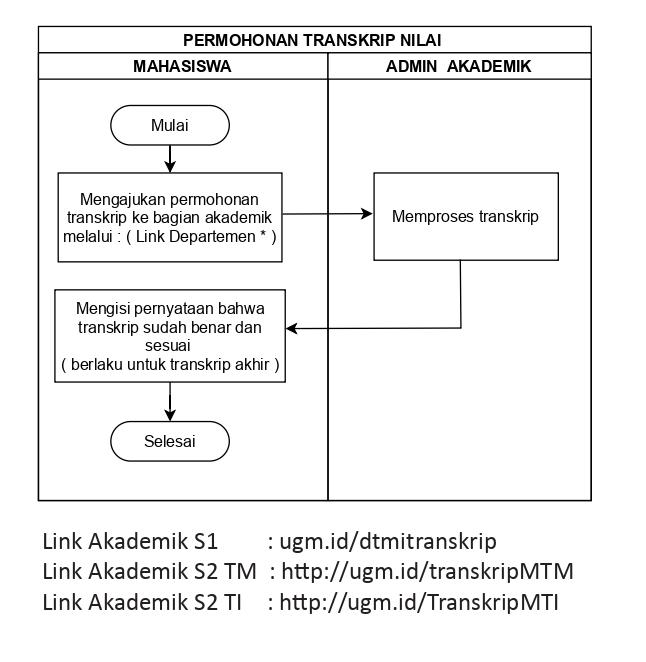 PERMOHONAN TRANSKRIP NILAI
MAHASISWA
ADMIN AKADEMIK
Mulai
Mengajukan permohonan
transkrip ke bagian akademik
melalui : ( Link Departemen * )
Memproses transkrip
Mengisi pernyataan bahwa
transkrip sudah benar dan
sesuai
( berlaku untuk transkrip akhir )
Selesai
Link Akademik S1 : ugm.id/dtmitranskrip
Link Akademik S2 TM : http://ugm.id/transkripMTM
Link Akademik S2 TI : http://ugm.id/TranskripMTI